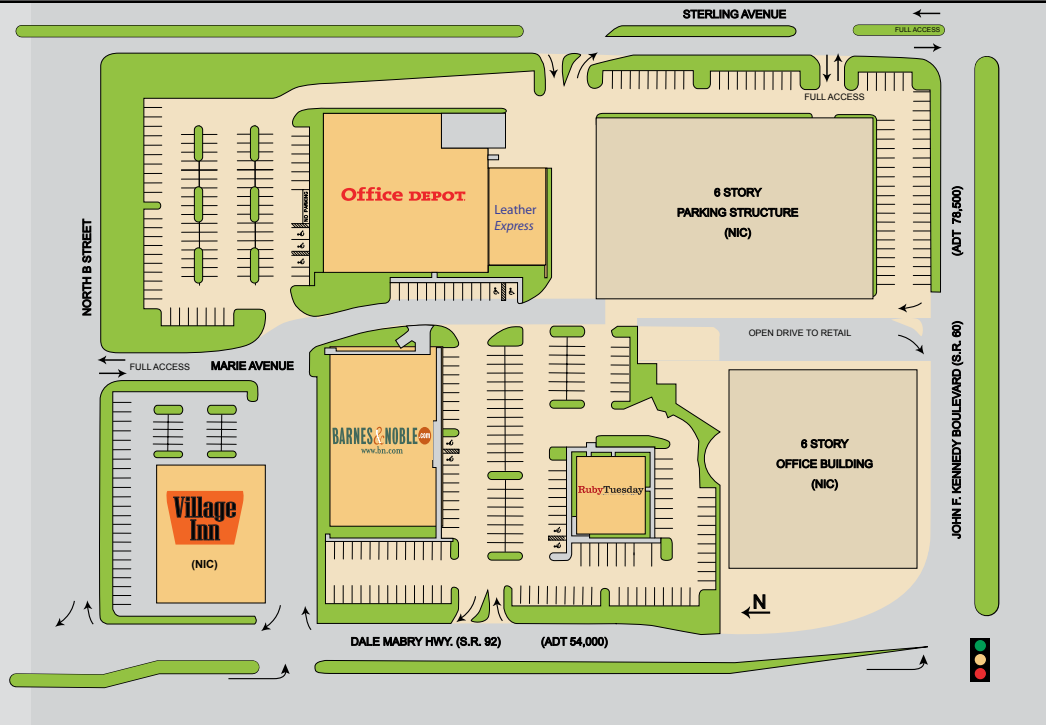 STERLING AVENUE
FULL ACCESS
FULL ACCESS
Office DEPOT
NO PARKING
Leather
Express
6 STORY
PARKING STRUCTURE
(NIC)
(ADT 78,500)
NORTH B STREET
OPEN DRIVE TO RETAIL
FULL ACCESS
MARIE AVENUE
JOHN F. KENNEDY BOULEVARD (S.R. 60)
BARNES&NOBLE.com
www.bn.com
6 STORY
OFFICE BUILDING
(NIC)
RubyTuesday
Village
Inn
(NIC)
N
DALE MABRY HWY. (S.R. 92) (ADT 54,000)